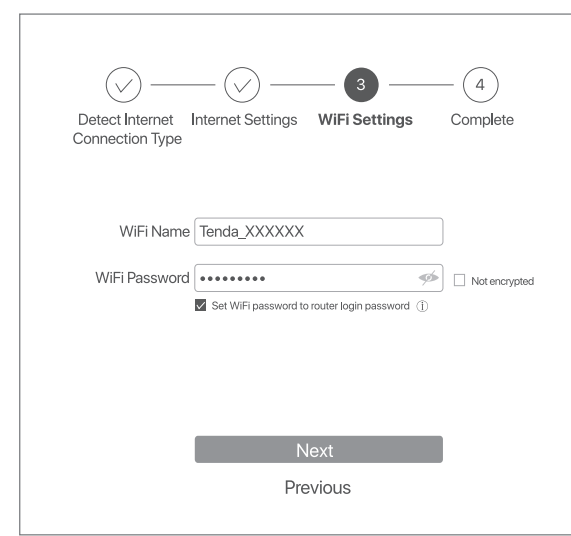 3
4
Detect Internet
Connection Type
Internet Settings
WiFi Settings
Complete
WiFi Name
Tenda_XXXXXX
WiFi Password
•••••••••
Not encrypted
Set WiFi password to router login password
Next
Previous